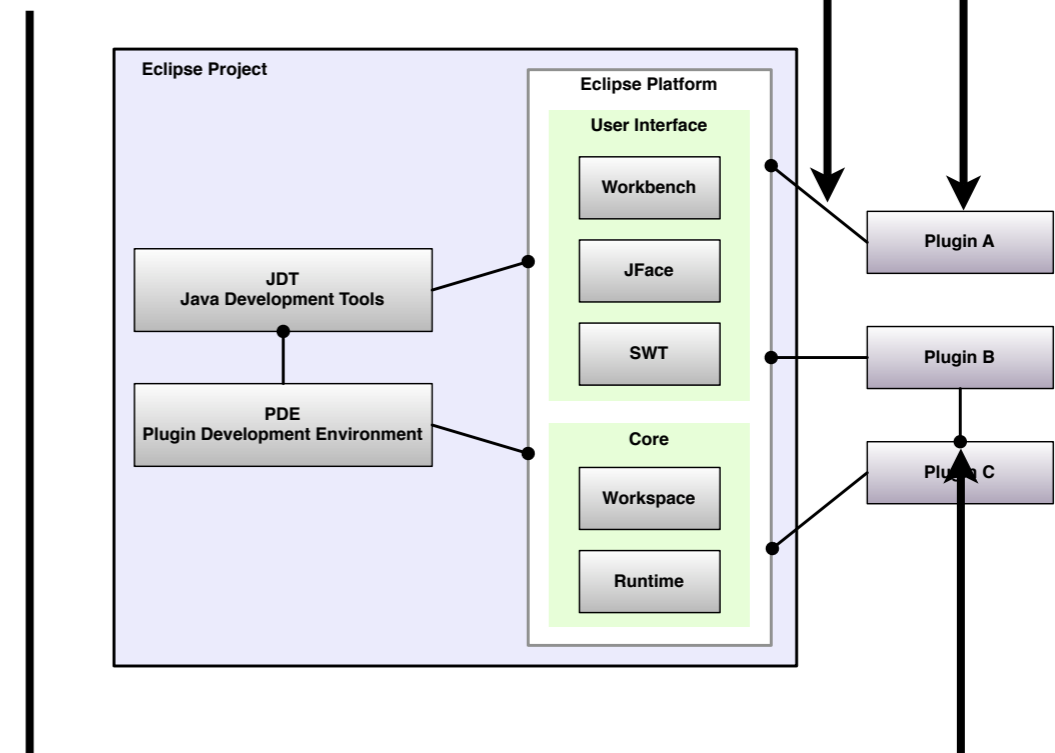 Eclipse Project
Eclipse Platform
User Interface
Workbench
JFace
SWT
JDT
Java Development Tools
PDE
Plugin Development Environment
Core
Workspace
Runtime
Plugin A
Plugin B
Plugin C